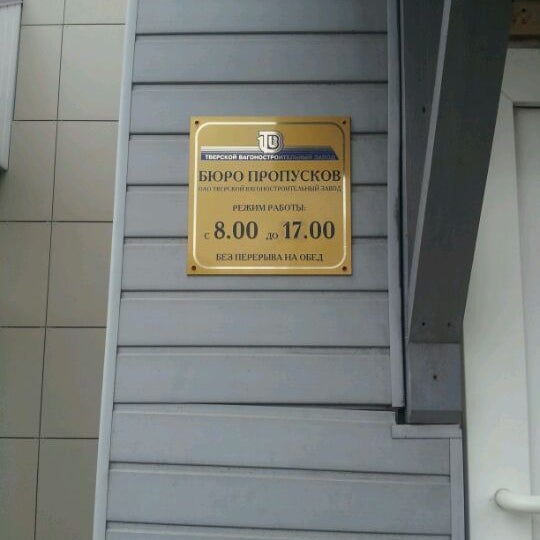 ТВЕРСКОЙ ВАГОНОСТРОИТЕЛЬНЫЙ ЗАВОД
БЮРО ПРОПУСКОВ
ОАО ТВЕРСКОЙ ВАГОНОСТРОИТЕЛЬНЫЙ ЗАВОД
РЕЖИМ РАБОТЫ:
С 8.00 ДО 17.00
БЕЗ ПЕРЕРЫВА НА ОБЕД